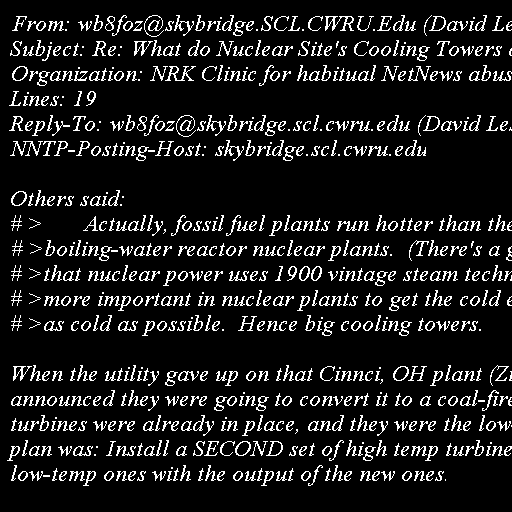 From: wb8foz@skybridge.SCL.CWRU.Edu (David Le
Subject: Re: What do Nuclear Site's Cooling Towers
Organization: NRK Clinic for habitual NetNews abus
Lines: 19
Reply-To: wb8foz@skybridge.scl.cwru.edu (David Les
NNTP-Posting-Host: skybridge.scl.cwru.edu

Others said:
# >	Actually, fossil fuel plants run hotter than the
# >boiling-water reactor nuclear plants.  (There's a g
# >that nuclear power uses 1900 vintage steam techn
# >more important in nuclear plants to get the cold e
# >as cold as possible.  Hence big cooling towers.

When the utility gave up on that Cinnci, OH plant (Zi
announced they were going to convert it to a coal-fire
turbines were already in place, and they were the low-
plan was: Install a SECOND set of high temp turbine
low-temp ones with the output of the new ones.